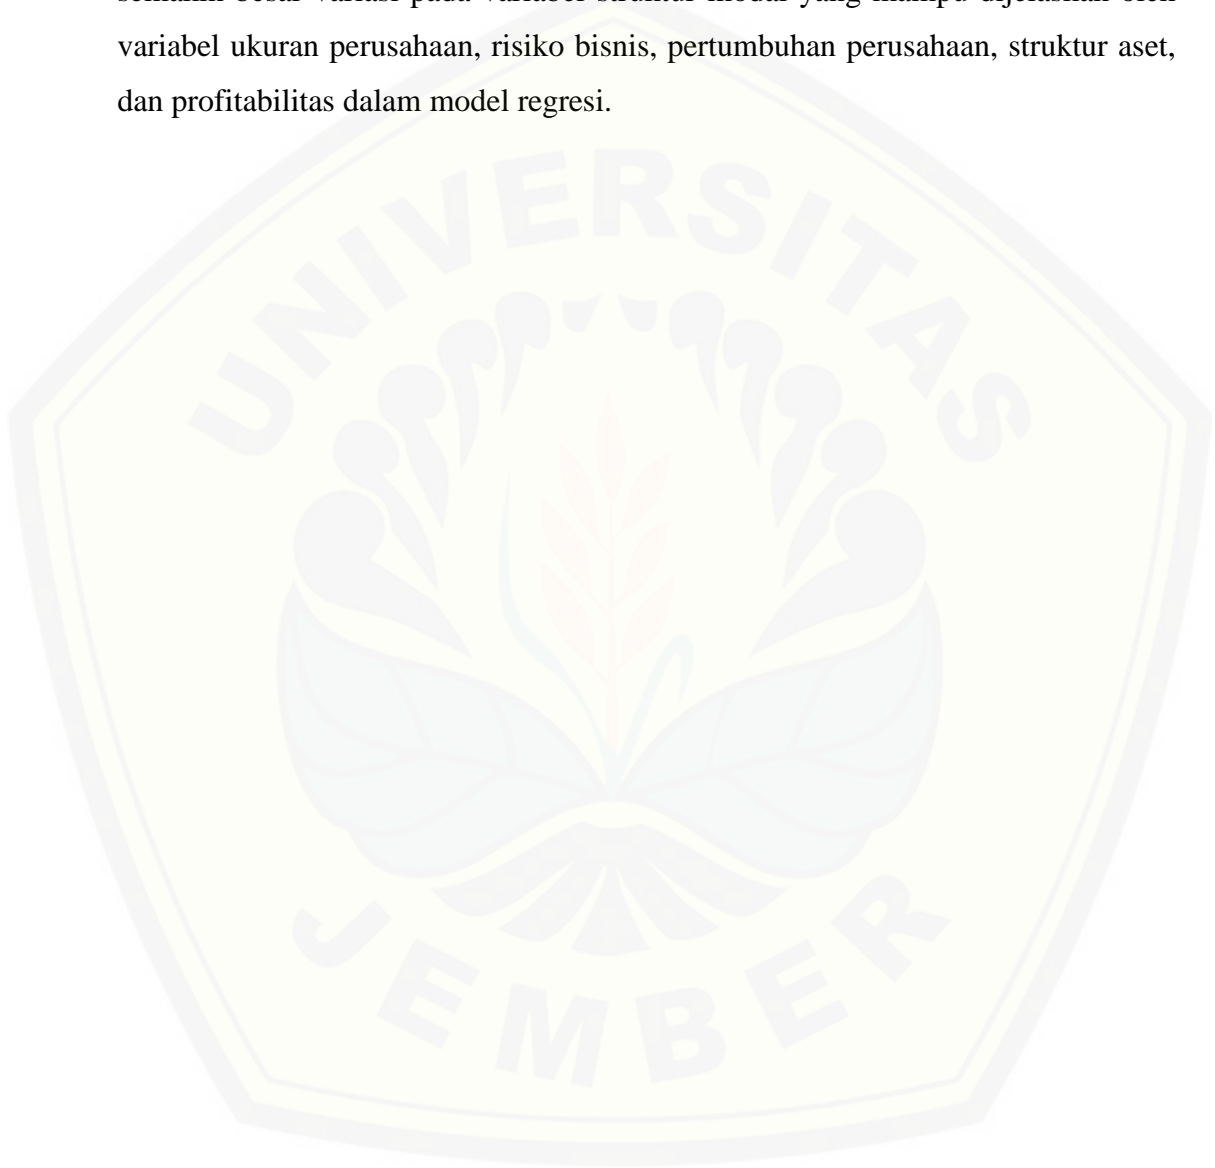 semakin besar variasi pada variabel struktur modal yang mampu dijelaskan oleh
variabel ukuran perusahaan, risiko bisnis, pertumbuhan perusahaan, struktur aset,
dan profitabilitas dalam model regresi.
UNIVERSITAS
JEMBER